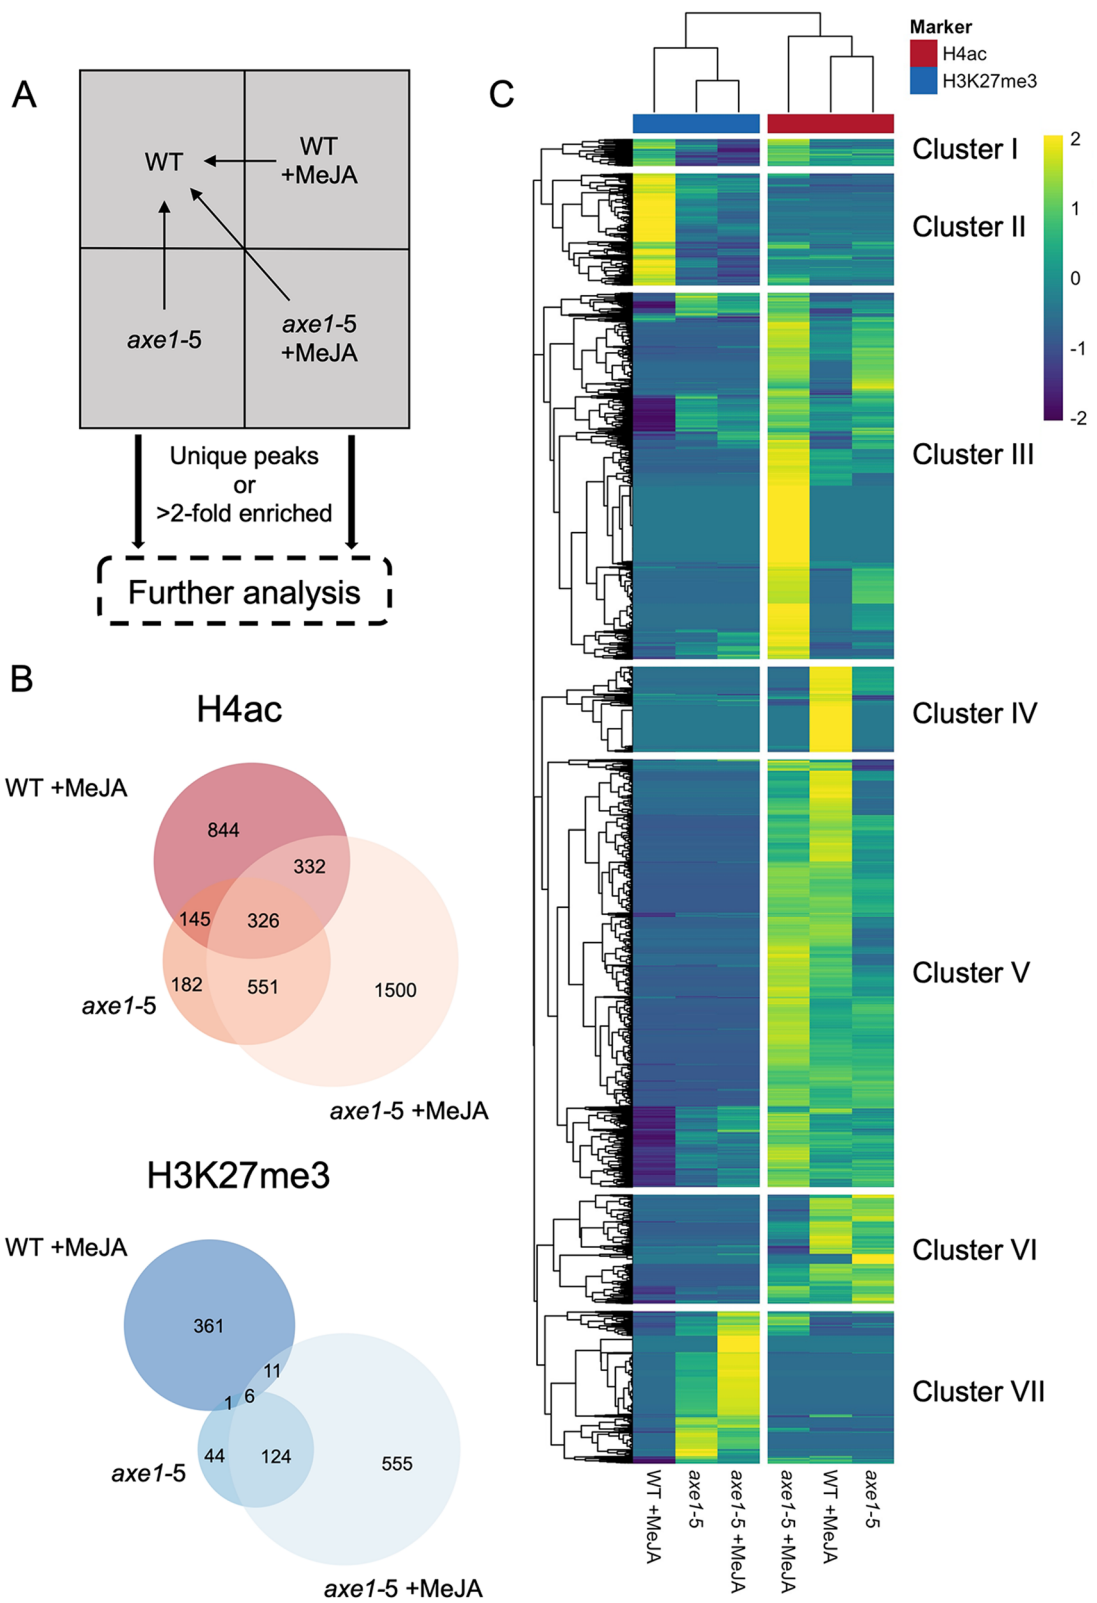 A
WT
WT
+MeJA
axe1-5
axe1-5
+MeJA
Unique peaks
or
>2-fold enriched
Further analysis
B
H4ac
WT +MeJA
844
332
145
326
182
551
1500
axe1-5
axe1-5 +MeJA
H3K27me3
WT +MeJA
361
11
1
6
44
124
555
axe1-5
axe1-5 +MeJA
C
Marker
H4ac
H3K27me3
Cluster I
Cluster II
Cluster III
Cluster IV
Cluster V
Cluster VI
Cluster VII
2
1
0
-1
-2
WT +MeJA
axe1-5
axe1-5 +MeJA
axe1-5 +MeJA
WT +MeJA
axe1-5